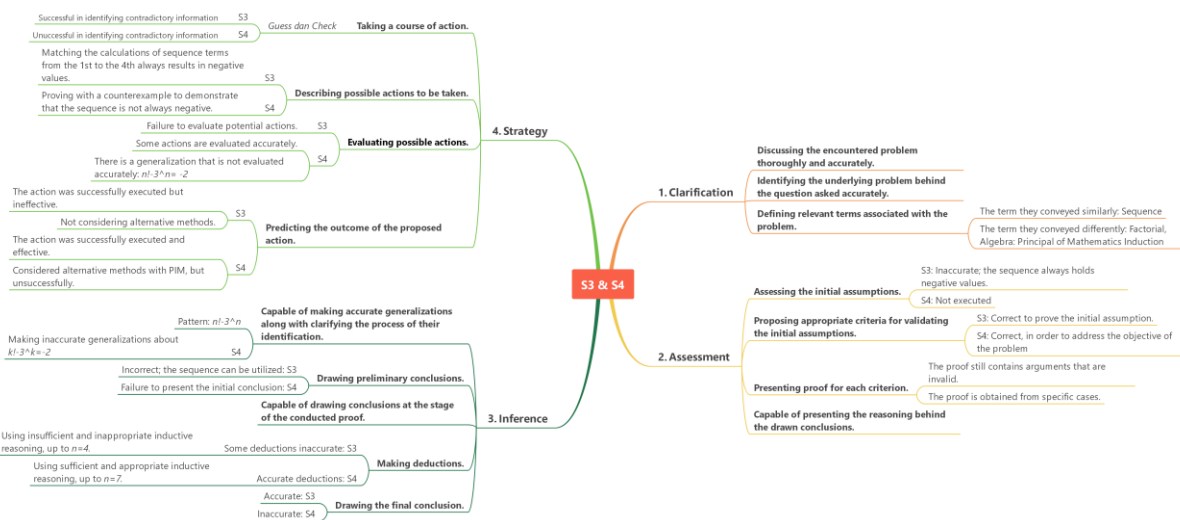 S3 & S4
1. Clarification
Discussing the encountered problem
thoroughly and accurately.
Identifying the underlying problem behind
the question asked accurately.
Defining relevant terms associated with the
problem.
The term they conveyed similarly: Sequence
The term they conveyed differently: Factorial,
Algebra: Principal of Mathematics Induction
2. Assessment
Assessing the initial assumptions.
S3: Inaccurate; the sequence always holds
negative values.
S4: Not executed
Proposing appropriate criteria for validating
the initial assumptions.
S3: Correct to prove the initial assumption.
S4: Correct, in order to address the objective of
the problem
Presenting proof for each criterion.
The proof still contains arguments that are
invalid.
The proof is obtained from specific cases.
Capable of presenting the reasoning behind
the drawn conclusions.
3. Inference
Capable of making accurate generalizations
along with clarifying the process of their
identification.
Pattern: n!-3^n
Making inaccurate generalizations about
k!-3^k=-2
S4
Drawing preliminary conclusions.
Incorrect; the sequence can be utilized: S3
Failure to present the initial conclusion: S4
Capable of drawing conclusions at the stage
of the conducted proof.
Making deductions.
Some deductions inaccurate: S3
Using insufficient and inappropriate inductive
reasoning, up to n=4.
Accurate deductions: S4
Using sufficient and appropriate inductive
reasoning, up to n=7.
Drawing the final conclusion.
Accurate: S3
Inaccurate: S4
4. Strategy
Taking a course of action.
Guess dan Check
Successful in identifying contradictory information
S3
Unuccessful in identifying contradictory information
S4
Describing possible actions to be taken.
Matching the calculations of sequence terms
from the 1st to the 4th always results in negative
values.
S3
Proving with a counterexample to demonstrate
that the sequence is not always negative.
S4
Evaluating possible actions.
Failure to evaluate potential actions.
S3
Some actions are evaluated accurately.
There is a generalization that is not evaluated
accurately: n!-3^n= -2
S4
Predicting the outcome of the proposed
action.
The action was successfully executed but
ineffective.
Not considering alternative methods.
S3
The action was successfully executed and
effective.
Considered alternative methods with PIM, but
unsuccessfully.
S4